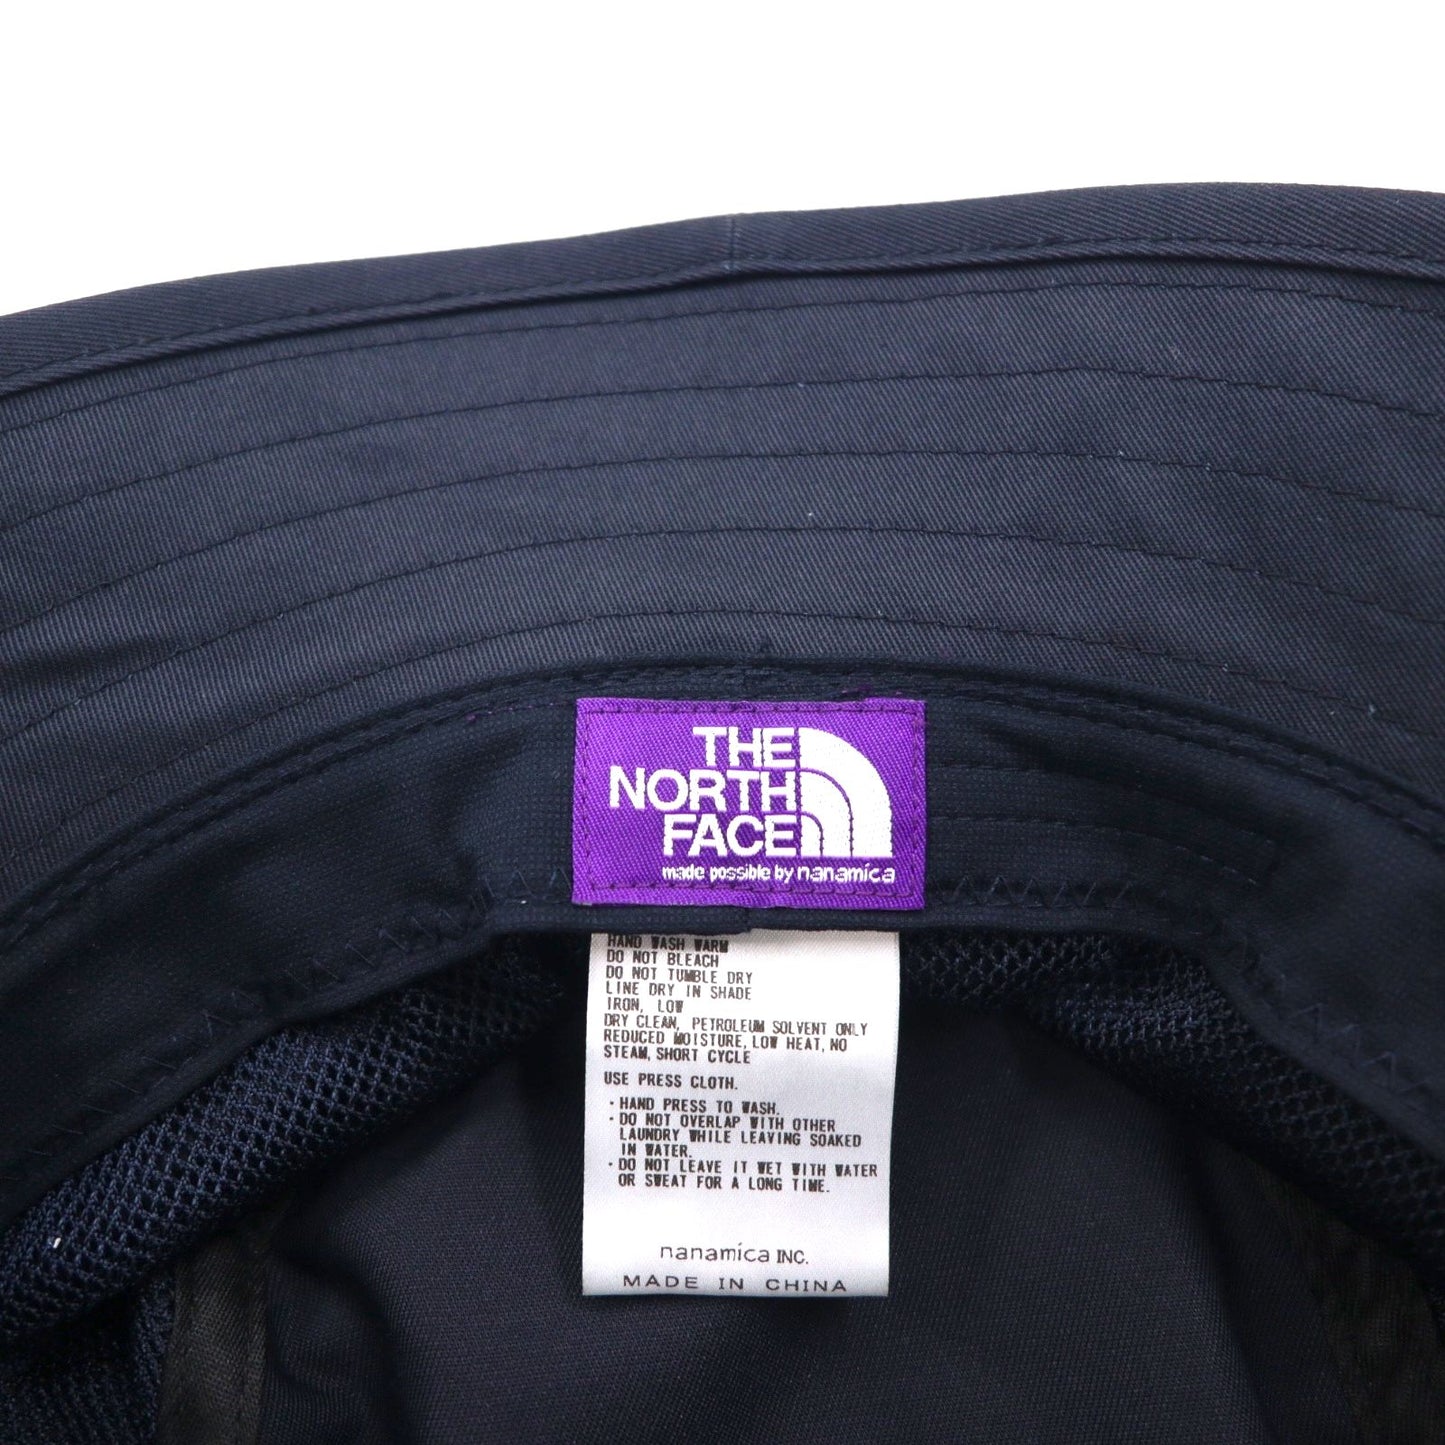 THE
NORTH
FACE
made possible by nanamica
HAND WASH WARM
DO NOT BLEACH
DO NOT TUMBLE DRY
LINE DRY IN SHADE
IRON, LOW
DRY CLEAN, PETROLEUM SOLVENT ONLY
REDUCED MOISTURE, LOW HEAT, NO
STEAM, SHORT CYCLE
USE PRESS CLOTH.
・HAND PRESS TO WASH.
・DO NOT OVERLAP WITH OTHER
LAUNDRY WHILE LEAVING SOAKED
IN WATER.
・DO NOT LEAVE IT WET WITH WATER
OR SWEAT FOR A LONG TIME.
nanamica INC.
MADE IN CHINA